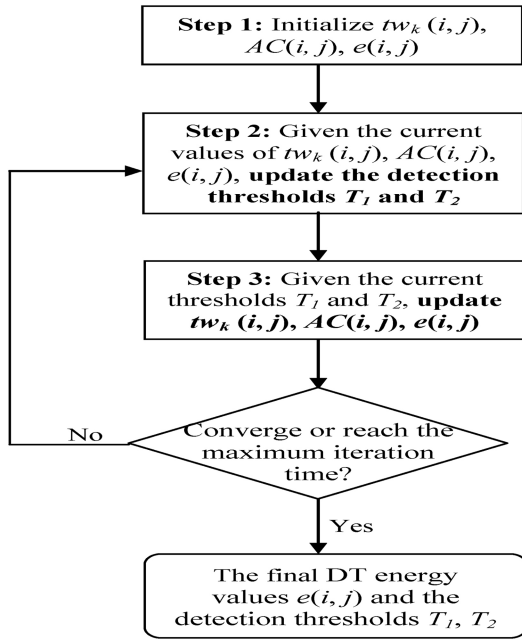 Step 1: Initialize tw_k (i, j),
AC(i, j), e(i, j)
Step 2: Given the current
values of tw_k (i, j), AC(i, j),
e(i, j), update the detection
thresholds T_1 and T_2
Step 3: Given the current
thresholds T_1 and T_2, update
tw_k (i, j), AC(i, j), e(i, j)
Converge or reach the
maximum iteration
time?
No
Yes
The final DT energy
values e(i, j) and the
detection thresholds T_1, T_2